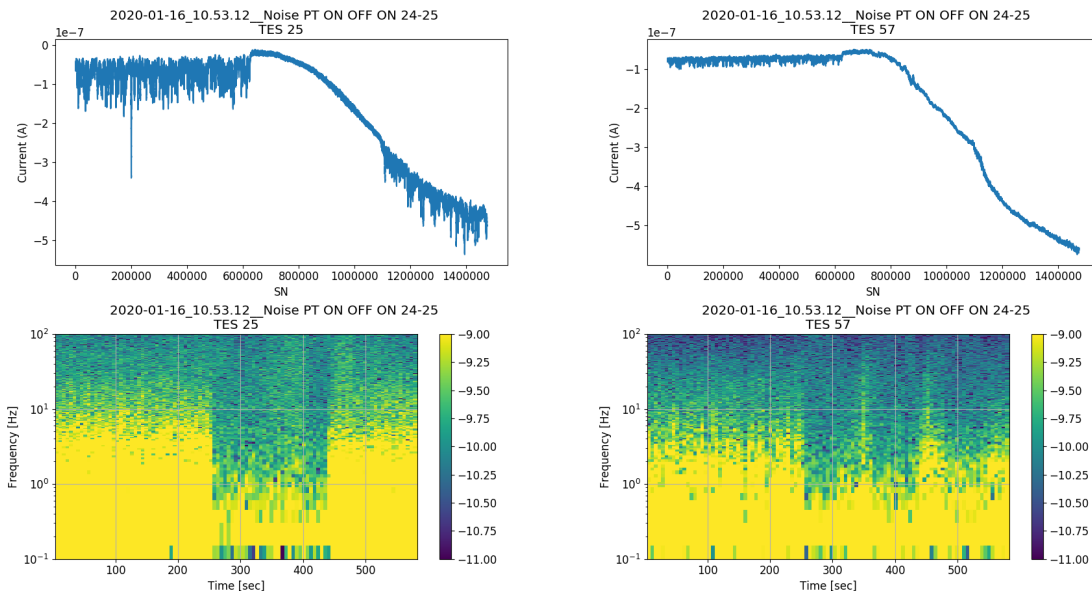 2020-01-16_10.53.12__Noise PT ON OFF ON 24-25
TES 25
1e−7
0
−1
−2
−3
−4
−5
Current (A)
0 200000 400000 600000 800000 1000000 1200000 1400000
SN
2020-01-16_10.53.12__Noise PT ON OFF ON 24-25
TES 57
1e−7
−1
−2
−3
−4
−5
−6
Current (A)
0 200000 400000 600000 800000 1000000 1200000 1400000
SN
2020-01-16_10.53.12__Noise PT ON OFF ON 24-25
TES 25
10²
10¹
10⁰
10⁻¹
Frequency [Hz]
100 200 300 400 500
Time [sec]
−9.00
−9.25
−9.50
−9.75
−10.00
−10.25
−10.50
−10.75
−11.00
2020-01-16_10.53.12__Noise PT ON OFF ON 24-25
TES 57
10²
10¹
10⁰
10⁻¹
Frequency [Hz]
100 200 300 400 500
Time [sec]
−9.00
−9.25
−9.50
−9.75
−10.00
−10.25
−10.50
−10.75
−11.00